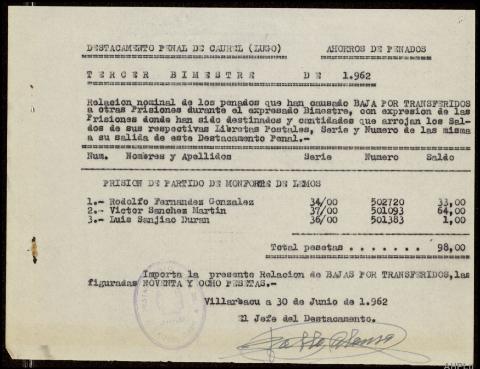 DESTACAMENTO PENAL DE CAUREL (LUGO) AHORROS DE PENADOS
TERCER BIMESTRE DE 1.962
Relacion nominal de los penados que han causado BAJA POR TRANSFERIDOS
a otras Prisiones durante el expresado Bimestre, con expresion de las
Prisiones donde han sido destinados y cantidades que arrojan los Sal-
dos de sus respectivas Libretas Postales, Serie y Numero de las misma
a su salida de este Destacamento Penal.-
Num. Nombres y Apellidos Serie Numero Saldo
PRISION DE PARTIDO DE MONFORTE DE LEMOS
1.- Rodolfo Fernandez Gonzalez 34/00 502720 33,00
2.- Victor Sanchez Martin 37/00 501093 64,00
3.- Luis Sanjiao Duran 36/00 501383 1,00
Total pesetas . . . . . . . 98,00
Importa la presente Relacion de BAJAS POR TRANSFERIDOS, las
figuradas NOVENTA Y OCHO PESETAS.-
Villarbacu a 30 de Junio de 1.962
El Jefe del Destacamento.